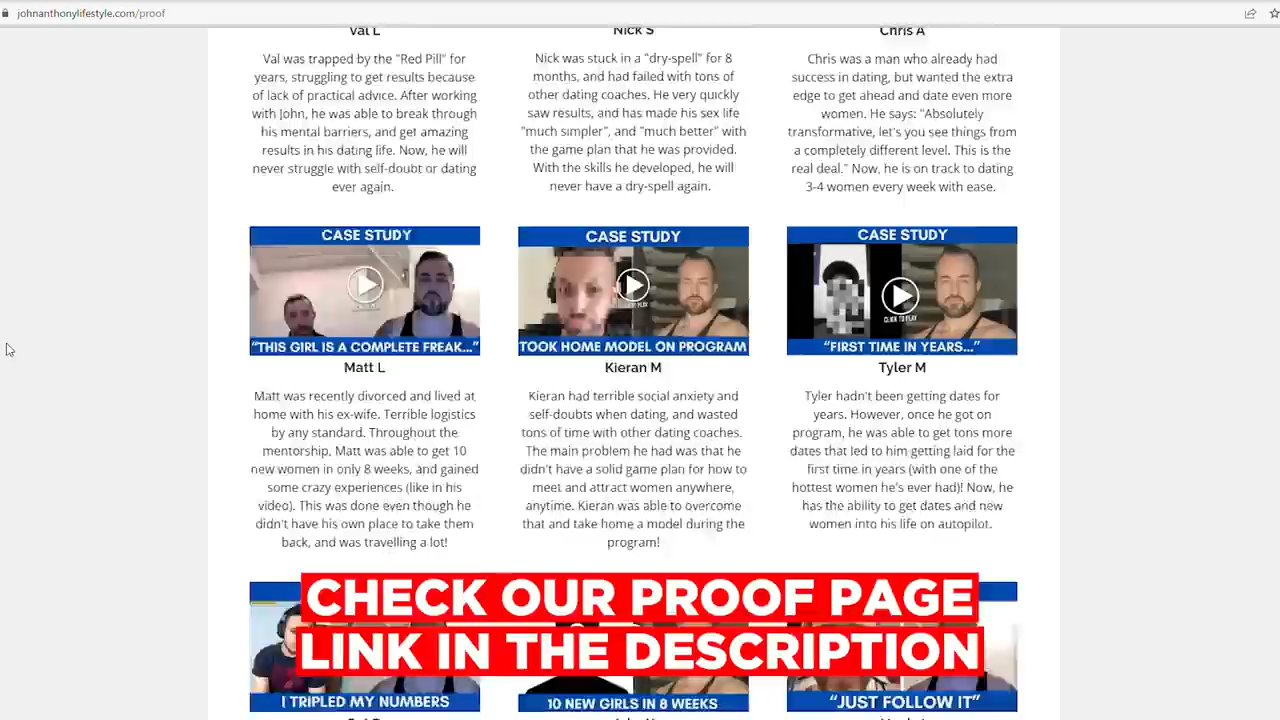 johnanthonylifestyle.com/proof
Val L
Nick S
Chris A
Val was trapped by the "Red Pill" for
years, struggling to get results because
of lack of practical advice. After working
with John, he was able to break through
his mental barriers, and get amazing
results in his dating life. Now, he will
never struggle with self-doubt or dating
ever again.
Nick was stuck in a "dry-spell" for 8
months, and had failed with tons of
other dating coaches. He very quickly
saw results, and has made his sex life
"much simpler", and "much better" with
the game plan that he was provided.
With the skills he developed, he will
never have a dry-spell again.
Chris was a man who already had
success in dating, but wanted the extra
edge to get ahead and date even more
women. He says: "Absolutely
transformative, let's you see things from
a completely different level. This is the
real deal." Now, he is on track to dating
3-4 women every week with ease.
CASE STUDY
"THIS GIRL IS A COMPLETE FREAK..."
Matt L
Matt was recently divorced and lived at
home with his ex-wife. Terrible logistics
by any standard. Throughout the
mentorship, Matt was able to get 10
new women in only 8 weeks, and gained
some crazy experiences (like in his
video). This was done even though he
didn't have his own place to take them
back, and was travelling a lot!
CASE STUDY
TOOK HOME MODEL ON PROGRAM
Kieran M
Kieran had terrible social anxiety and
self-doubts when dating, and wasted
tons of time with other dating coaches.
The main problem he had was that he
didn't have a solid game plan for how to
meet and attract women anywhere,
anytime. Kieran was able to overcome
that and take home a model during the
program!
CASE STUDY
CLICK TO PLAY
"FIRST TIME IN YEARS..."
Tyler M
Tyler hadn't been getting dates for
years. However, once he got on
program, he was able to get tons more
dates that led to him getting laid for the
first time in years (with one of the
hottest women he's ever had)! Now, he
has the ability to get dates and new
women into his life on autopilot.
CHECK OUR PROOF PAGE
LINK IN THE DESCRIPTION
I TRIPLED MY NUMBERS
10 NEW GIRLS IN 8 WEEKS
"JUST FOLLOW IT"